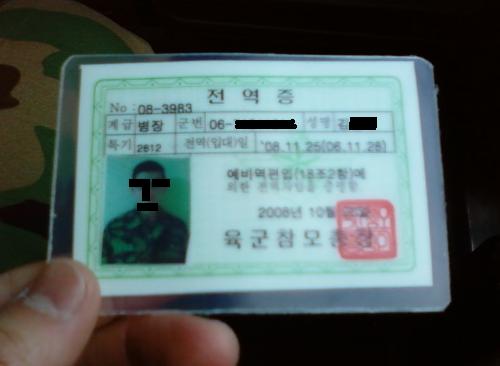 전역증
No : 08-3983
계급 병장 군번 06- 성명 김
특기 2812 전역(입대)일 '08.11.25(06.11.28)
예비역편입(18조2항)에
의한 전역자임을 증명함
2008년 10월
육군참모총장